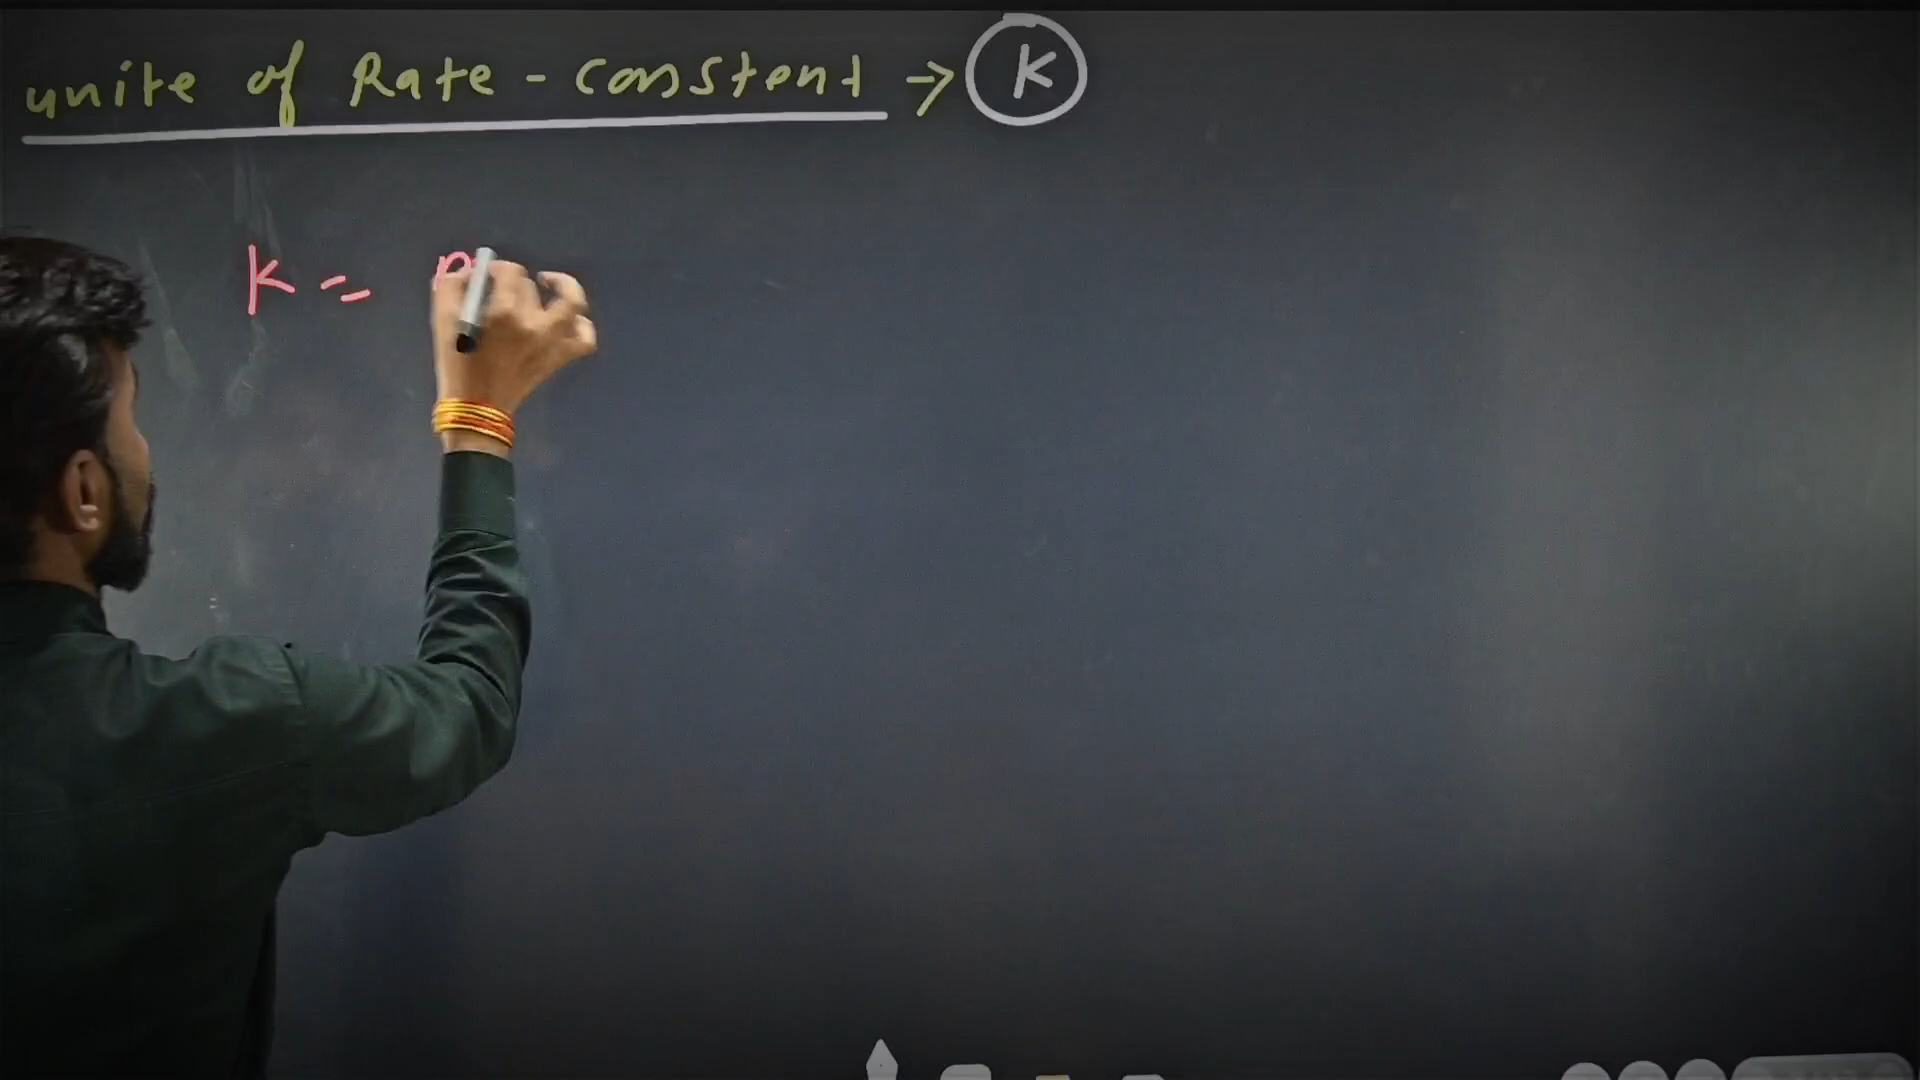 unite of Rate - constent → K
K =